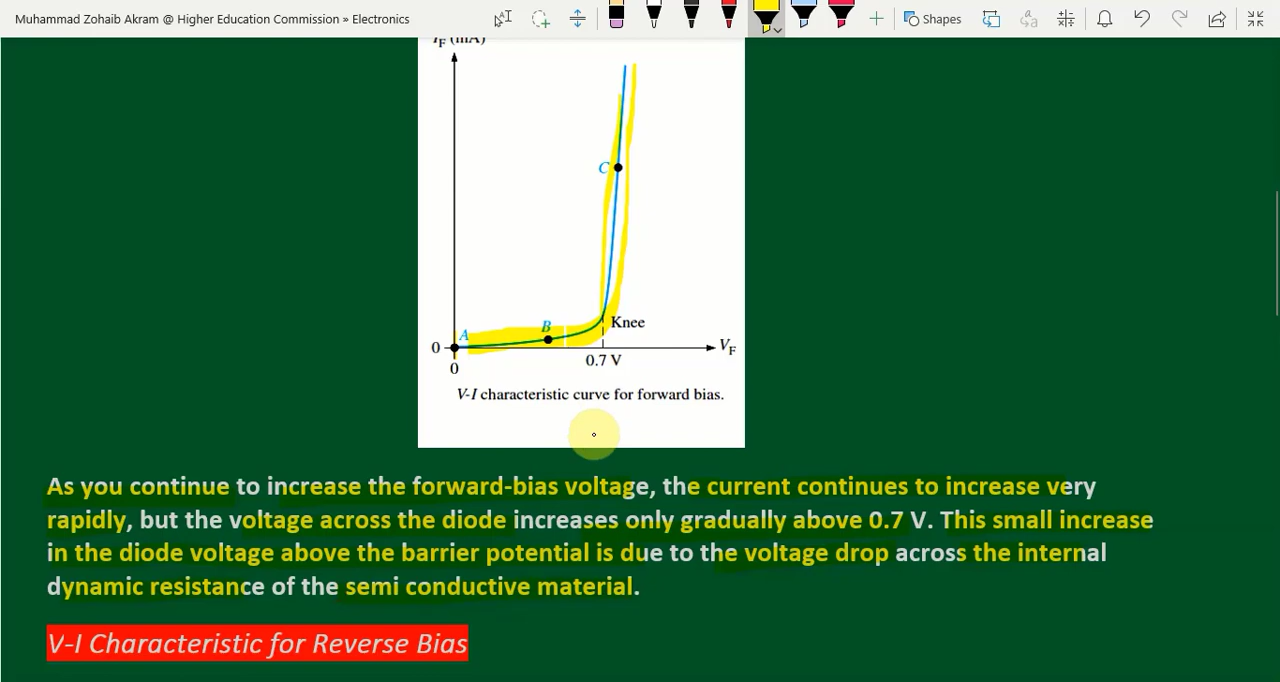 Muhammad Zohaib Akram @ Higher Education Commission » Electronics
Shapes
IF (mA)
C
A
B
Knee
0
VF
0.7 V
0
V-I characteristic curve for forward bias.
As you continue to increase the forward-bias voltage, the current continues to increase very
rapidly, but the voltage across the diode increases only gradually above 0.7 V. This small increase
in the diode voltage above the barrier potential is due to the voltage drop across the internal
dynamic resistance of the semi conductive material.
V-I Characteristic for Reverse Bias